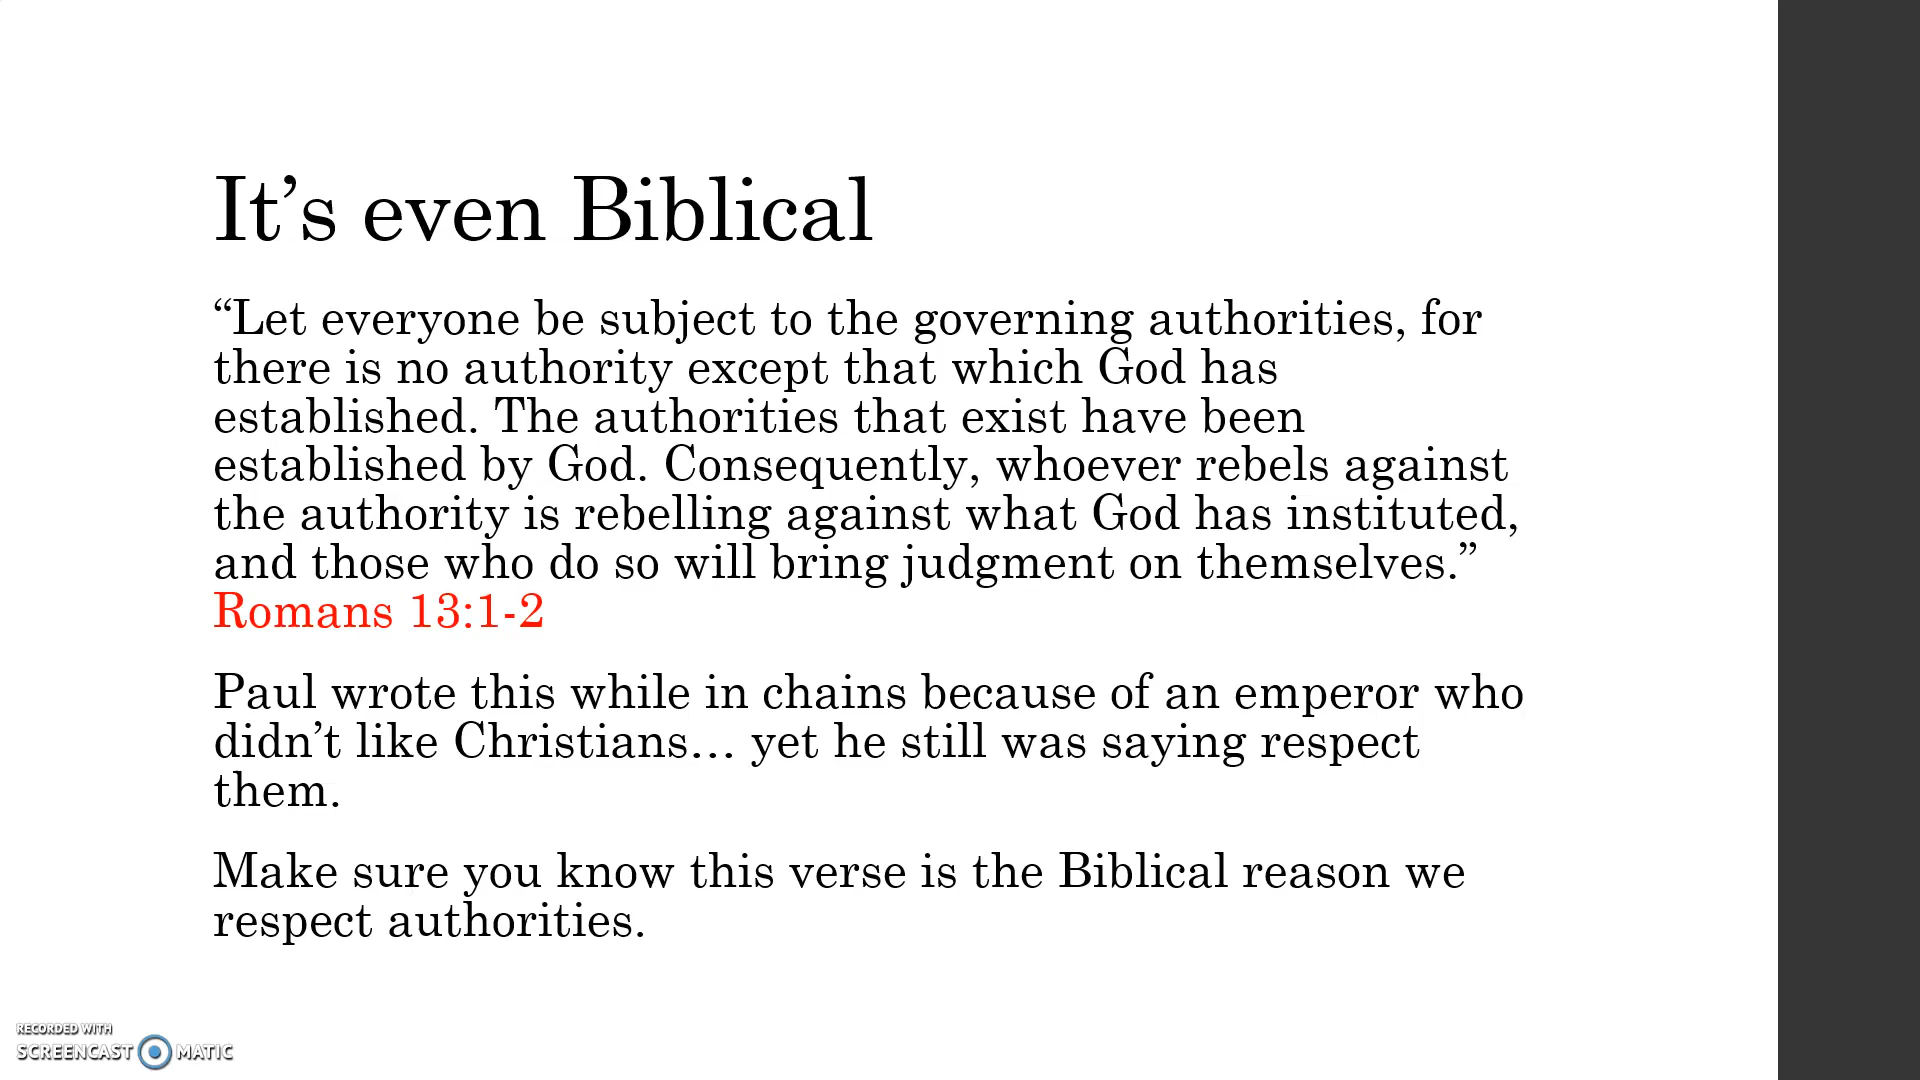 It’s even Biblical
“Let everyone be subject to the governing authorities, for
there is no authority except that which God has
established. The authorities that exist have been
established by God. Consequently, whoever rebels against
the authority is rebelling against what God has instituted,
and those who do so will bring judgment on themselves.”
Romans 13:1-2
Paul wrote this while in chains because of an emperor who
didn’t like Christians… yet he still was saying respect
them.
Make sure you know this verse is the Biblical reason we
respect authorities.
RECORDED WITH
SCREENCAST MATIC